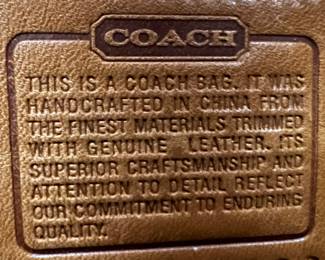 COACH
THIS IS A COACH BAG. IT WAS
HANDCRAFTED IN CHINA FROM
THE FINEST MATERIALS TRIMMED
WITH GENUINE LEATHER. ITS
SUPERIOR CRAFTSMANSHIP AND
ATTENTION TO DETAIL REFLECT
OUR COMMITMENT TO ENDURING
QUALITY.